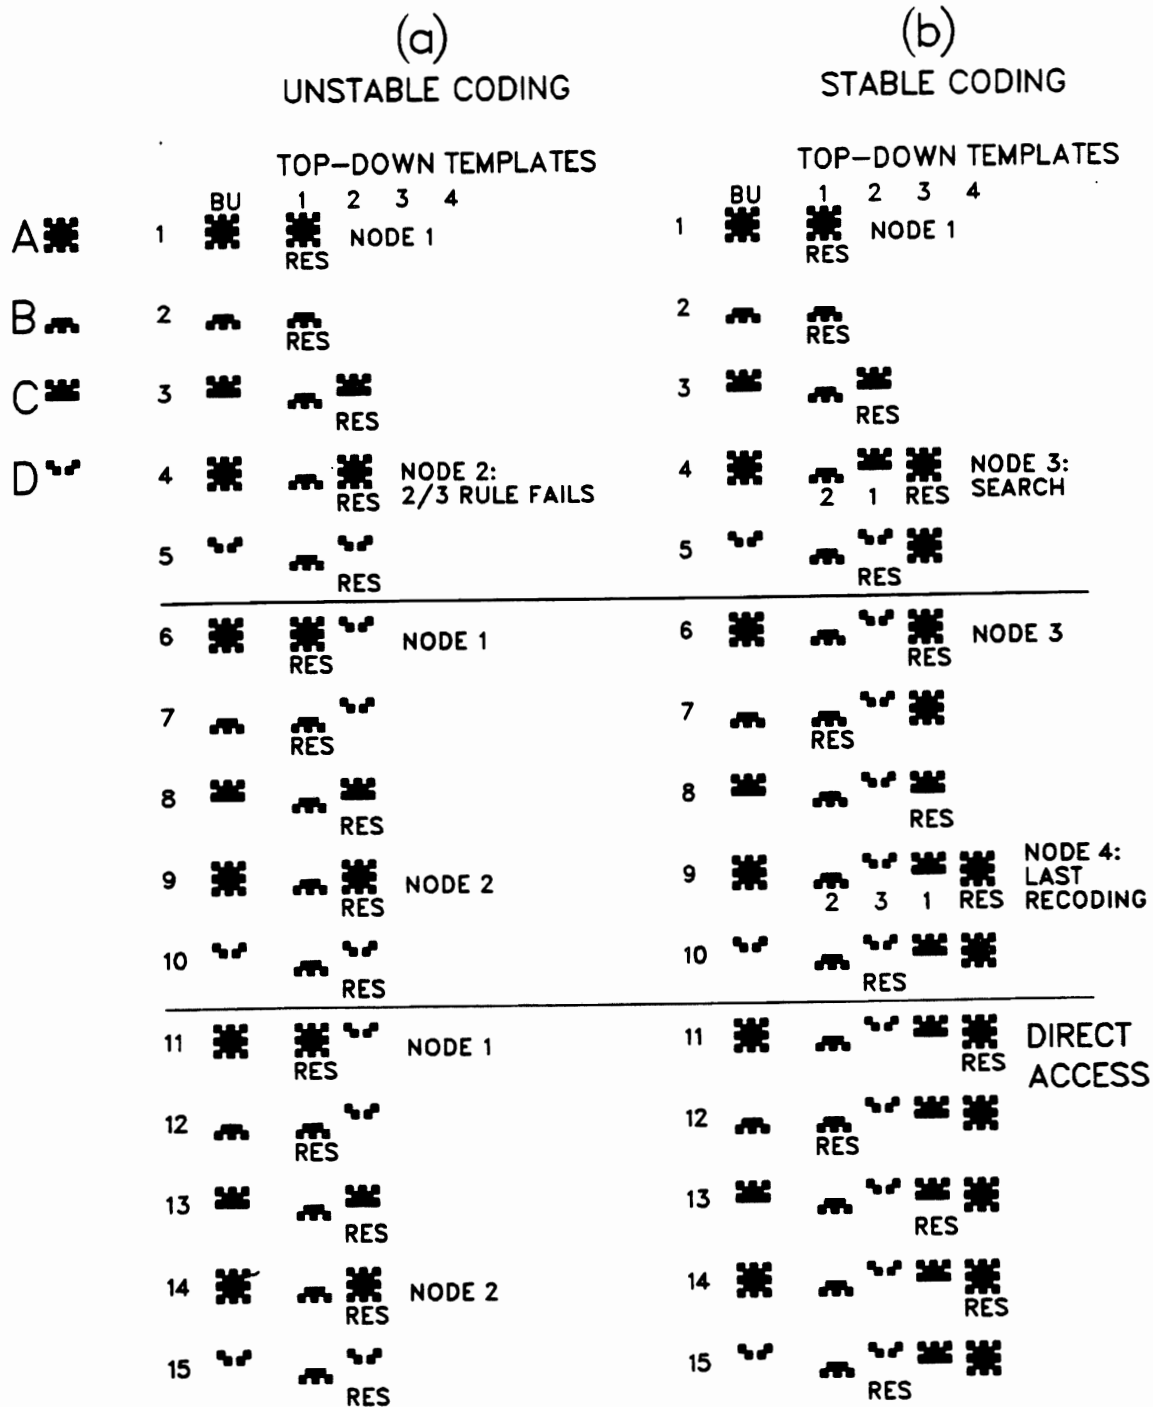 (a) (b)
UNSTABLE CODING STABLE CODING
TOP-DOWN TEMPLATES TOP-DOWN TEMPLATES
BU 1 2 3 4 BU 1 2 3 4
A 1 NODE 1 1 NODE 1
RES RES
B 2 2
RES RES
C 3 3
RES RES
D 4 NODE 2: 4 NODE 3:
RES 2/3 RULE FAILS 2 1 RES SEARCH
5 5
RES RES
6 NODE 1 6 NODE 3
RES RES
7 7
RES RES
8 8
RES RES
9 NODE 2 9 NODE 4:
LAST
RES 2 3 1 RES RECODING
10 10
RES RES
11 NODE 1 11 DIRECT
RES RES ACCESS
12 12
RES RES
13 13
RES RES
14 NODE 2 14
RES RES
15 15
RES RES